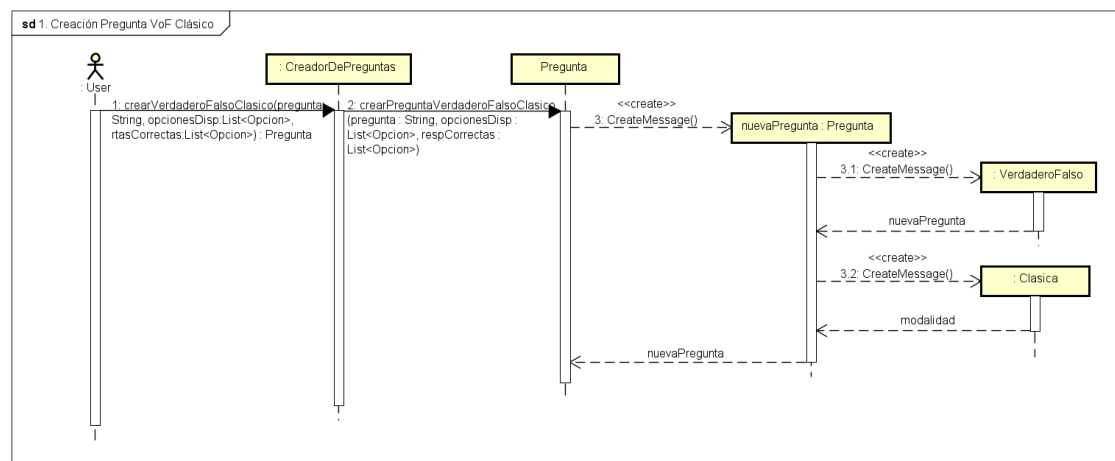 sd 1. Creación Pregunta VoF Clásico
: User
: CreadorDePreguntas
Pregunta
1: crearVerdaderoFalsoClasico(pregunta:
String, opcionesDisp:List<Opcion>,
rtasCorrectas:List<Opcion>) : Pregunta
2: crearPreguntaVerdaderoFalsoClasico
(pregunta : String, opcionesDisp :
List<Opcion>, respCorrectas :
List<Opcion>)
<<create>>
3: CreateMessage()
nuevaPregunta : Pregunta
<<create>>
3.1: CreateMessage()
: VerdaderoFalso
nuevaPregunta
<<create>>
3.2: CreateMessage()
: Clasica
modalidad
nuevaPregunta